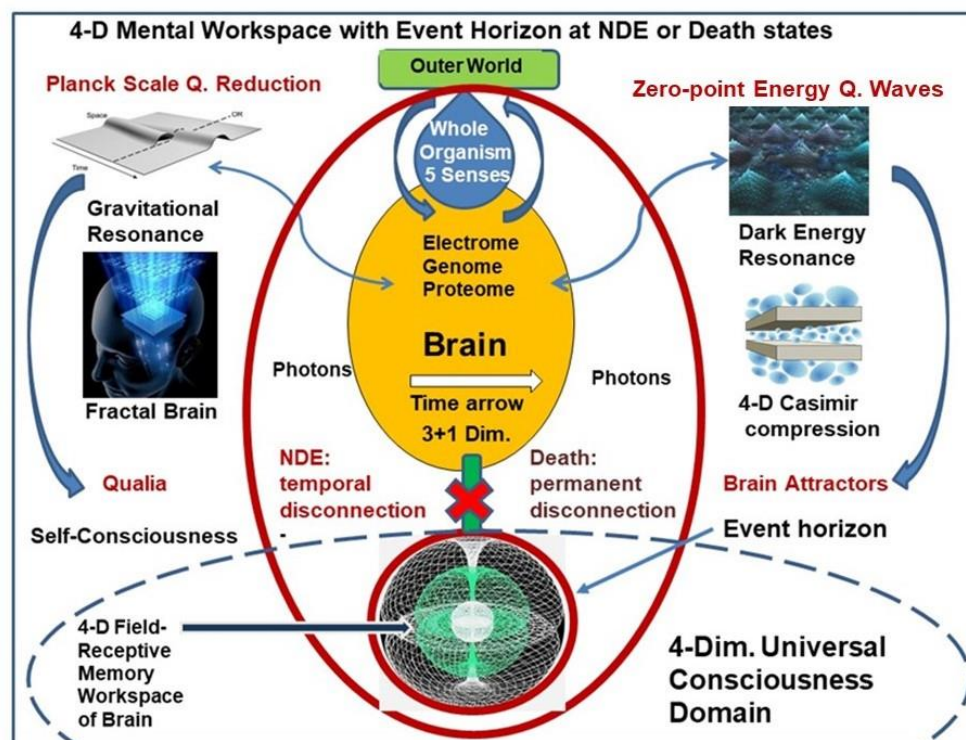 4-D Mental Workspace with Event Horizon at NDE or Death states
Outer World
Planck Scale Q. Reduction
Space
OR
Time
Gravitational
Resonance
Fractal Brain
Qualia
Self-Consciousness
Whole
Organism
5 Senses
Electrome
Genome
Proteome
Brain
Time arrow
3+1 Dim.
Photons
Photons
NDE:
temporal
disconnection
-
Death:
permanent
disconnection
Zero-point Energy Q. Waves
Dark Energy
Resonance
4-D Casimir
compression
Brain Attractors
Event horizon
4-D Field-
Receptive
Memory
Workspace
of Brain
4-Dim. Universal
Consciousness
Domain